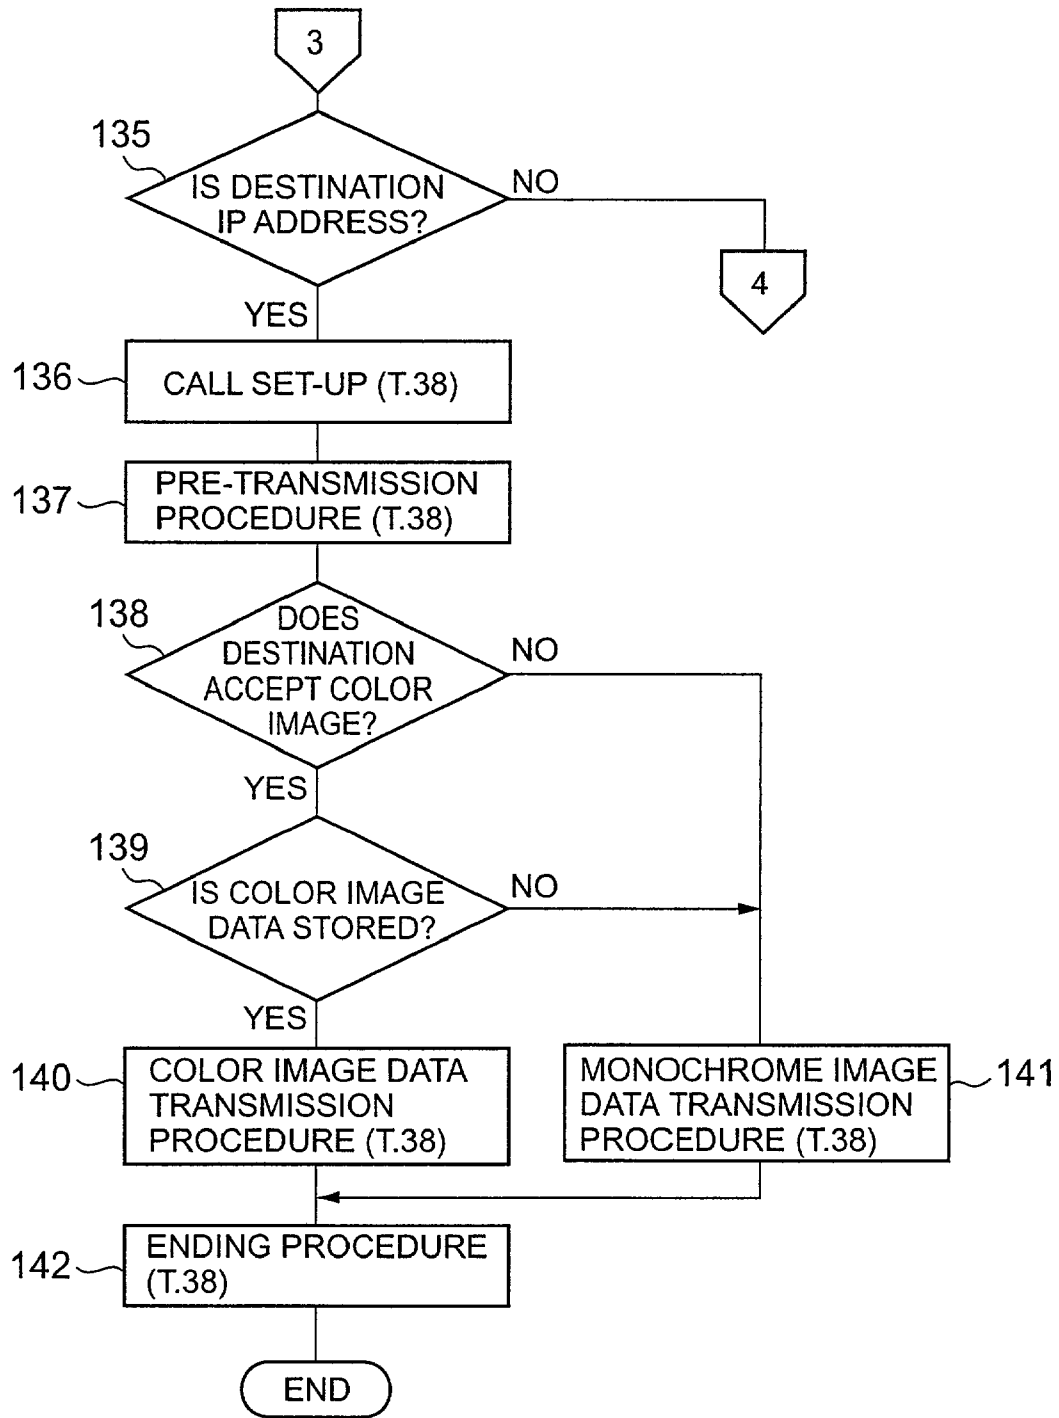 3
135
IS DESTINATION
IP ADDRESS?
NO
4
YES
136
CALL SET-UP (T.38)
137
PRE-TRANSMISSION
PROCEDURE (T.38)
138
DOES
DESTINATION
ACCEPT COLOR
IMAGE?
NO
YES
139
IS COLOR IMAGE
DATA STORED?
NO
YES
140
COLOR IMAGE DATA
TRANSMISSION
PROCEDURE (T.38)
MONOCHROME IMAGE
DATA TRANSMISSION
PROCEDURE (T.38)
141
142
ENDING PROCEDURE
(T.38)
END